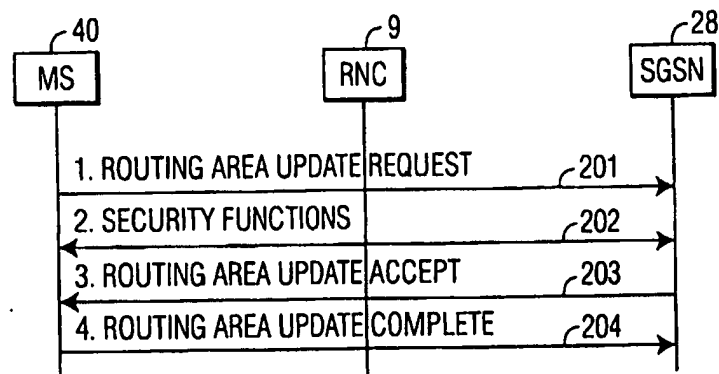 40 9 28
MS RNC SGSN
1. ROUTING AREA UPDATE REQUEST 201
2. SECURITY FUNCTIONS 202
3. ROUTING AREA UPDATE ACCEPT 203
4. ROUTING AREA UPDATE COMPLETE 204